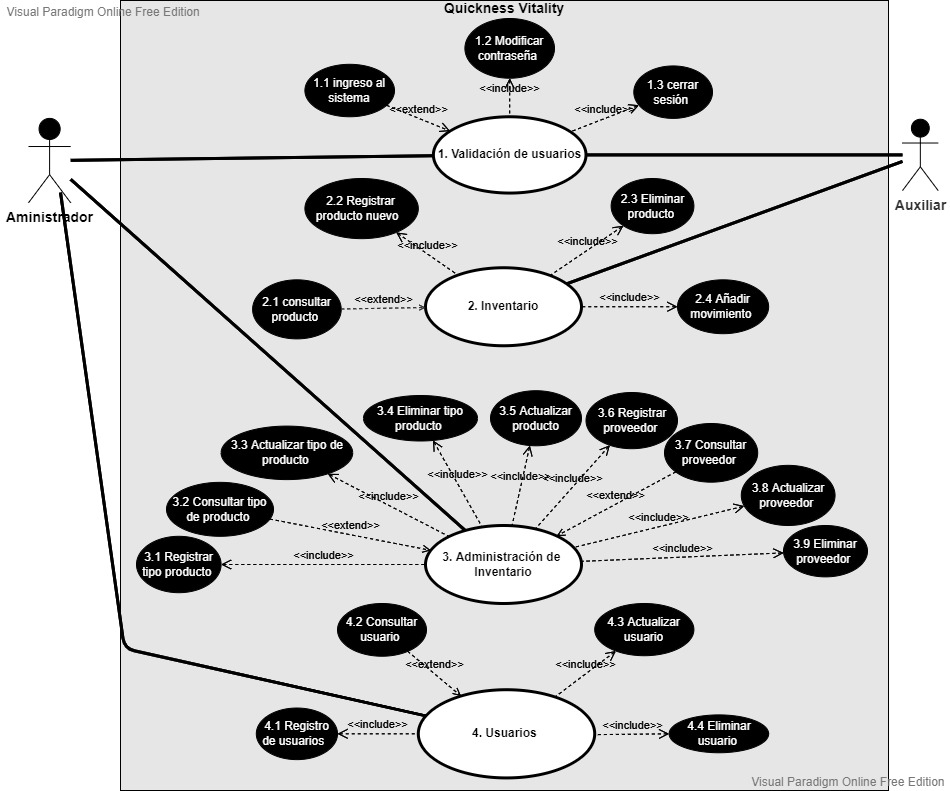 Visual Paradigm Online Free Edition
Quickness Vitality
1.2 Modificar
contraseña
1.1 ingreso al
sistema
1.3 cerrar
sesión
<<extend>>
<<include>>
<<include>>
1. Validación de usuarios
Aministrador
Auxiliar
2.2 Registrar
producto nuevo
2.3 Eliminar
producto
<<include>>
<<include>>
2.1 consultar
producto
<<extend>>
2. Inventario
<<include>>
2.4 Añadir
movimiento
3.4 Eliminar tipo
producto
3.5 Actualizar
producto
3.6 Registrar
proveedor
3.3 Actualizar tipo de
producto
3.7 Consultar
proveedor
<<include>>
<<include>>
<<include>>
3.2 Consultar tipo
de producto
<<include>>
<<extend>>
3.8 Actualizar
proveedor
<<extend>>
<<include>>
3.1 Registrar
tipo producto
<<include>>
3. Administración de
Inventario
<<include>>
3.9 Eliminar
proveedor
4.2 Consultar
usuario
4.3 Actualizar
usuario
<<extend>>
<<include>>
4.1 Registro
de usuarios
<<include>>
4. Usuarios
<<include>>
4.4 Eliminar
usuario
Visual Paradigm Online Free Edition